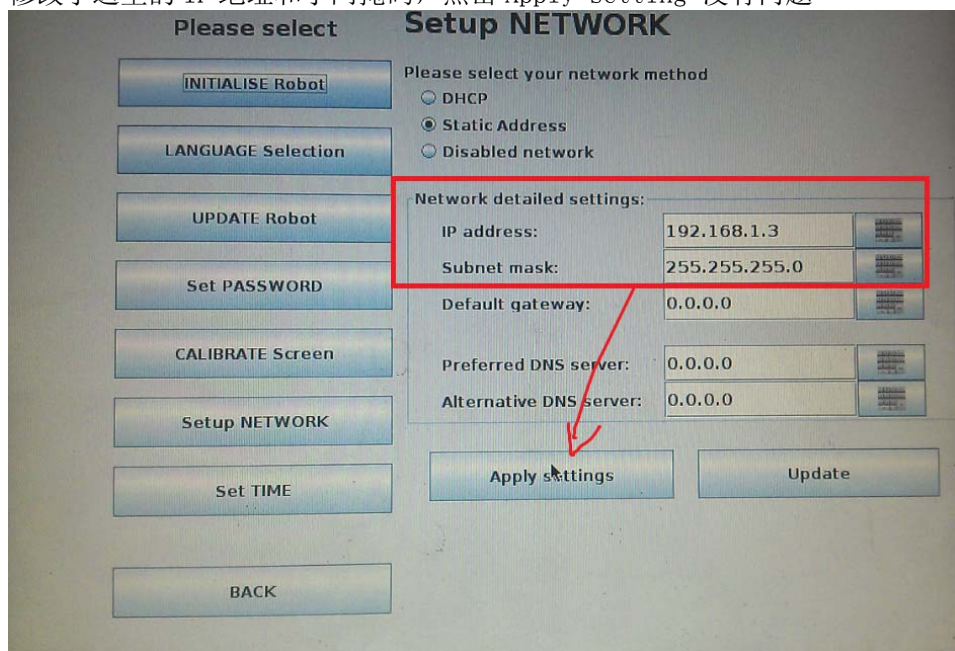 修改了这里的 IP 地址和子网掩码，点击 Apply setting 没有问题
Please select
INITIALISE Robot
LANGUAGE Selection
UPDATE Robot
Set PASSWORD
CALIBRATE Screen
Setup NETWORK
Set TIME
BACK
Setup NETWORK
Please select your network method
DHCP
Static Address
Disabled network
Network detailed settings:
IP address: 192.168.1.3
Subnet mask: 255.255.255.0
Default gateway: 0.0.0.0
Preferred DNS server: 0.0.0.0
Alternative DNS server: 0.0.0.0
Apply settings Update